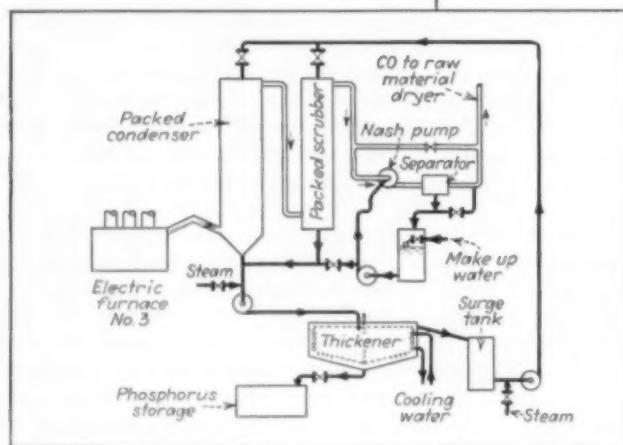 CO to raw
material
dryer
Packed
condenser
Packed scrubber
Nash pump
Separator
Steam
Make up
water
Electric
furnace
No. 3
Surge
tank
Thickener
Phosphorus
storage
Cooling
water
Steam